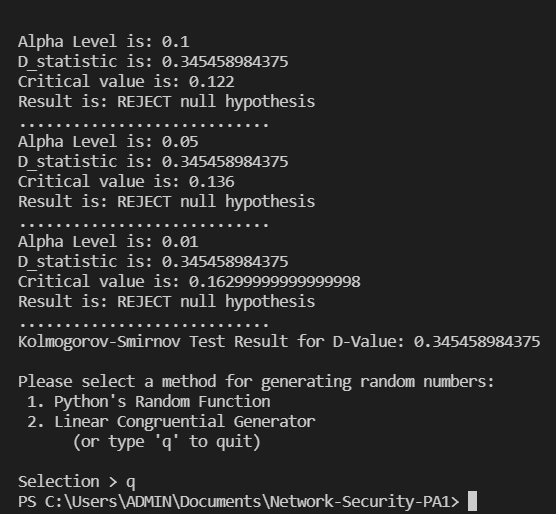 Alpha Level is: 0.1
D_statistic is: 0.345458984375
Critical value is: 0.122
Result is: REJECT null hypothesis
............................
Alpha Level is: 0.05
D_statistic is: 0.345458984375
Critical value is: 0.136
Result is: REJECT null hypothesis
............................
Alpha Level is: 0.01
D_statistic is: 0.345458984375
Critical value is: 0.16299999999999998
Result is: REJECT null hypothesis
............................
Kolmogorov-Smirnov Test Result for D-Value: 0.345458984375
Please select a method for generating random numbers:
1. Python's Random Function
2. Linear Congruential Generator
(or type 'q' to quit)
Selection > q
PS C:\Users\ADMIN\Documents\Network-Security-PA1>